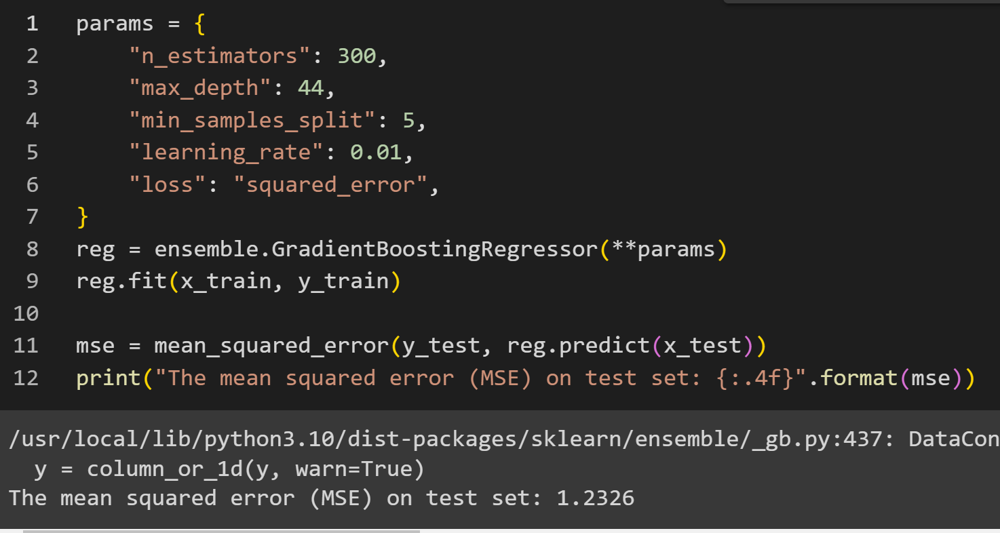 1 params = {
2     "n_estimators": 300,
3     "max_depth": 44,
4     "min_samples_split": 5,
5     "learning_rate": 0.01,
6     "loss": "squared_error",
7 }
8 reg = ensemble.GradientBoostingRegressor(**params)
9 reg.fit(x_train, y_train)
10
11 mse = mean_squared_error(y_test, reg.predict(x_test))
12 print("The mean squared error (MSE) on test set: {:.4f}".format(mse))
/usr/local/lib/python3.10/dist-packages/sklearn/ensemble/_gb.py:437: DataCon
  y = column_or_1d(y, warn=True)
The mean squared error (MSE) on test set: 1.2326